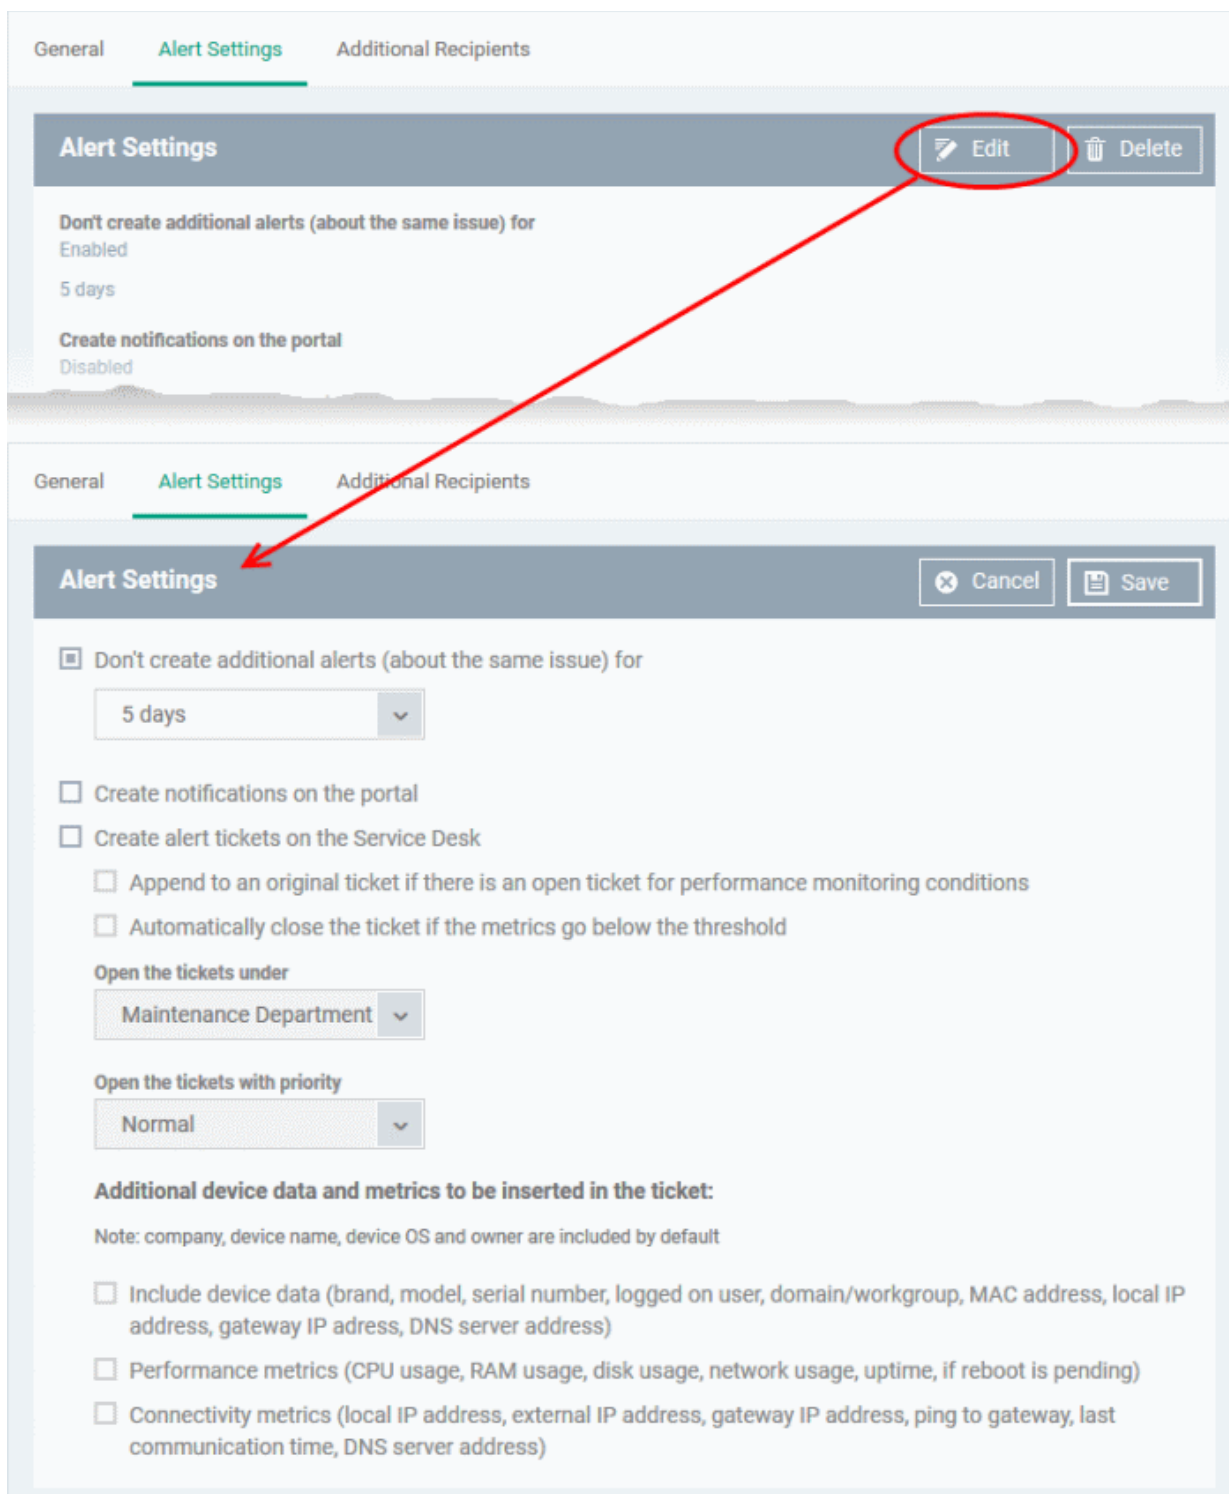 General Alert Settings Additional Recipients
Alert Settings Edit Delete
Don't create additional alerts (about the same issue) for
Enabled
5 days
Create notifications on the portal
Disabled
General Alert Settings Additional Recipients
Alert Settings Cancel Save
Don't create additional alerts (about the same issue) for
5 days
Create notifications on the portal
Create alert tickets on the Service Desk
Append to an original ticket if there is an open ticket for performance monitoring conditions
Automatically close the ticket if the metrics go below the threshold
Open the tickets under
Maintenance Department
Open the tickets with priority
Normal
Additional device data and metrics to be inserted in the ticket:
Note: company, device name, device OS and owner are included by default
Include device data (brand, model, serial number, logged on user, domain/workgroup, MAC address, local IP
address, gateway IP adress, DNS server address)
Performance metrics (CPU usage, RAM usage, disk usage, network usage, uptime, if reboot is pending)
Connectivity metrics (local IP address, external IP address, gateway IP address, ping to gateway, last
communication time, DNS server address)